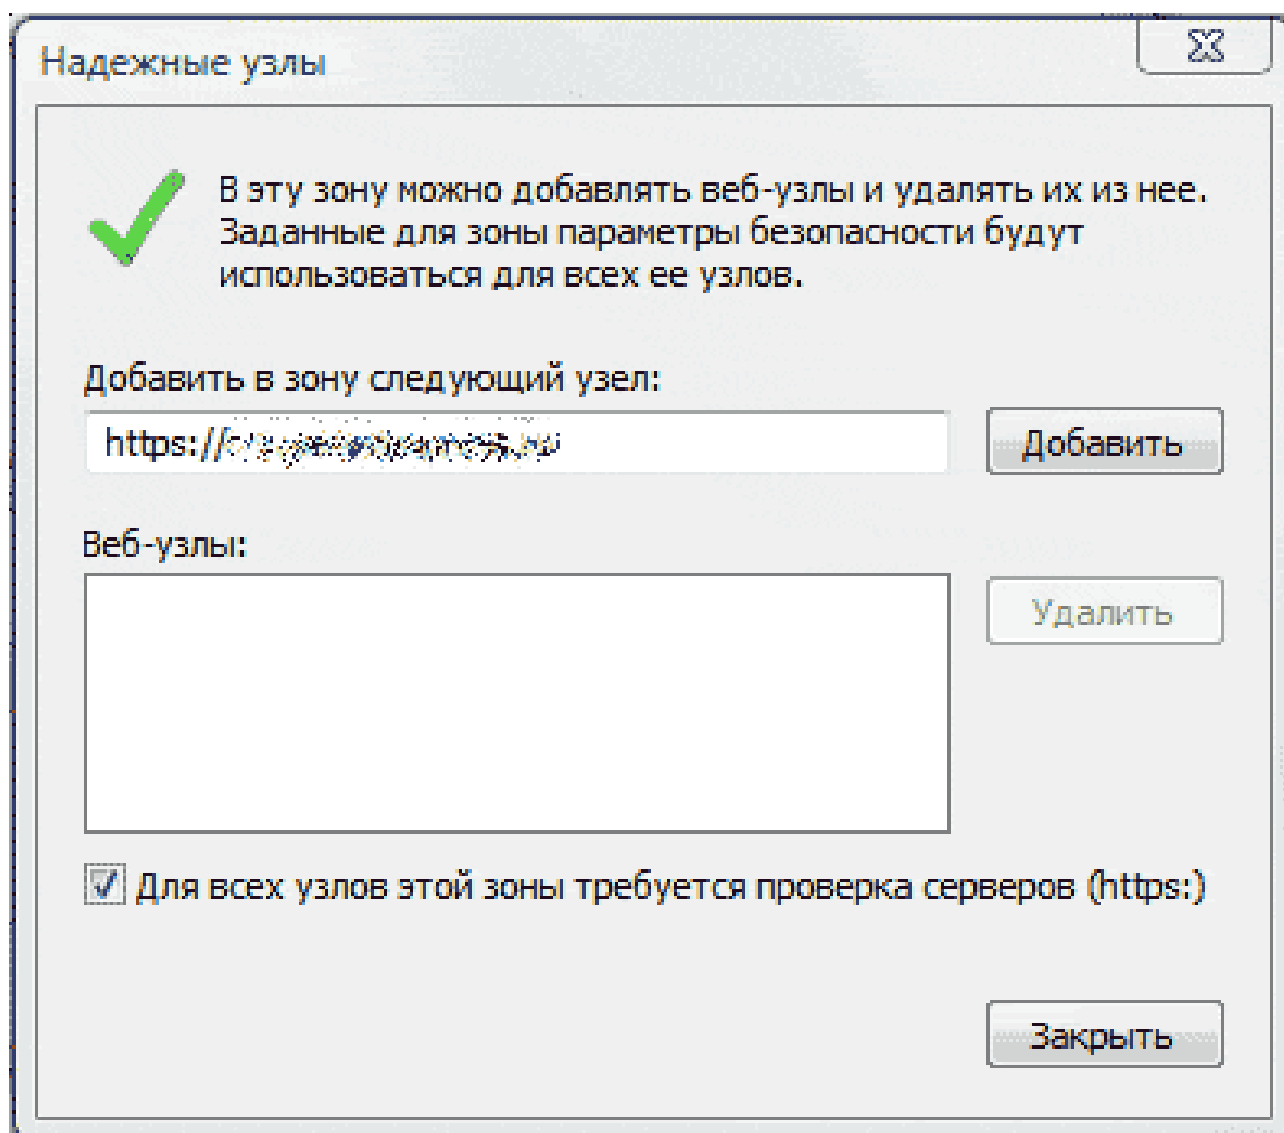 Надежные узлы
В эту зону можно добавлять веб-узлы и удалять их из нее.
Заданные для зоны параметры безопасности будут
использоваться для всех ее узлов.
Добавить в зону следующий узел:
https://
Добавить
Веб-узлы:
Удалить
Для всех узлов этой зоны требуется проверка серверов (https:)
Закрыть